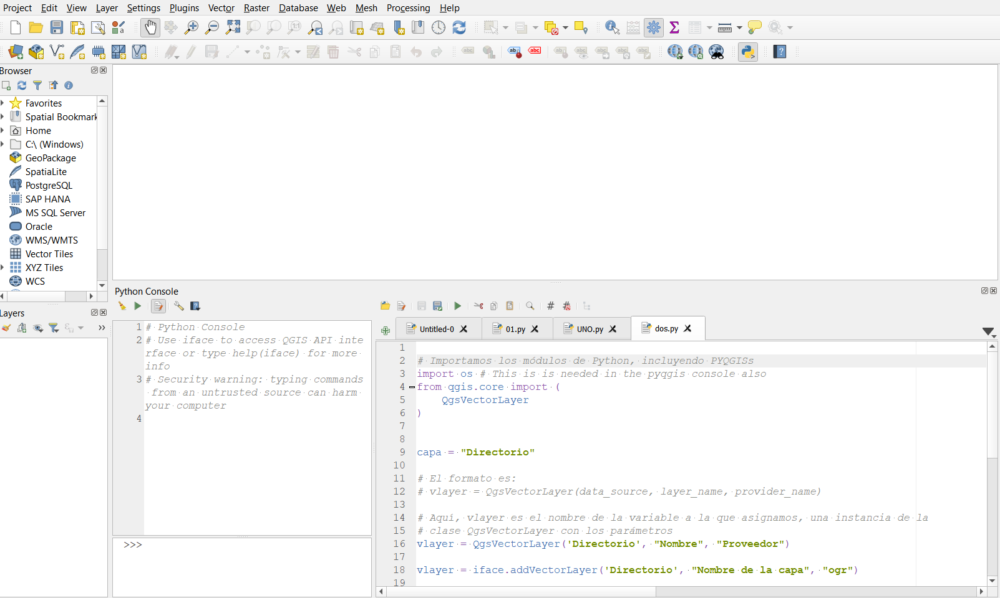 Project Edit View Layer Settings Plugins Vector Raster Database Web Mesh Processing Help
Browser
Favorites
Spatial Bookmark
Home
C:\ (Windows)
GeoPackage
SpatiaLite
PostgreSQL
SAP HANA
MS SQL Server
Oracle
WMS/WMTS
Vector Tiles
XYZ Tiles
WCS
Layers
Python Console
1 # Python Console
2 # Use iface to access QGIS API inte
rface or type help(iface) for more
info
3 # Security warning: typing commands
from an untrusted source can harm
your computer
4
>>>
Untitled-0 01.py UNO.py dos.py
1
2 # Importamos los módulos de Python, incluyendo PYQGISs
3 import os # This is is needed in the pyqgis console also
4 from qgis.core import (
5 QgsVectorLayer
6 )
7
8
9 capa = "Directorio"
10
11 # El formato es:
12 # vlayer = QgsVectorLayer(data_source, layer_name, provider_name)
13
14 # Aquí, vlayer es el nombre de la variable a la que asignamos, una instancia de la
15 # clase QgsVectorLayer con los parámetros
16 vlayer = QgsVectorLayer('Directorio', "Nombre", "Proveedor")
17
18 vlayer = iface.addVectorLayer('Directorio', "Nombre de la capa", "ogr")
19